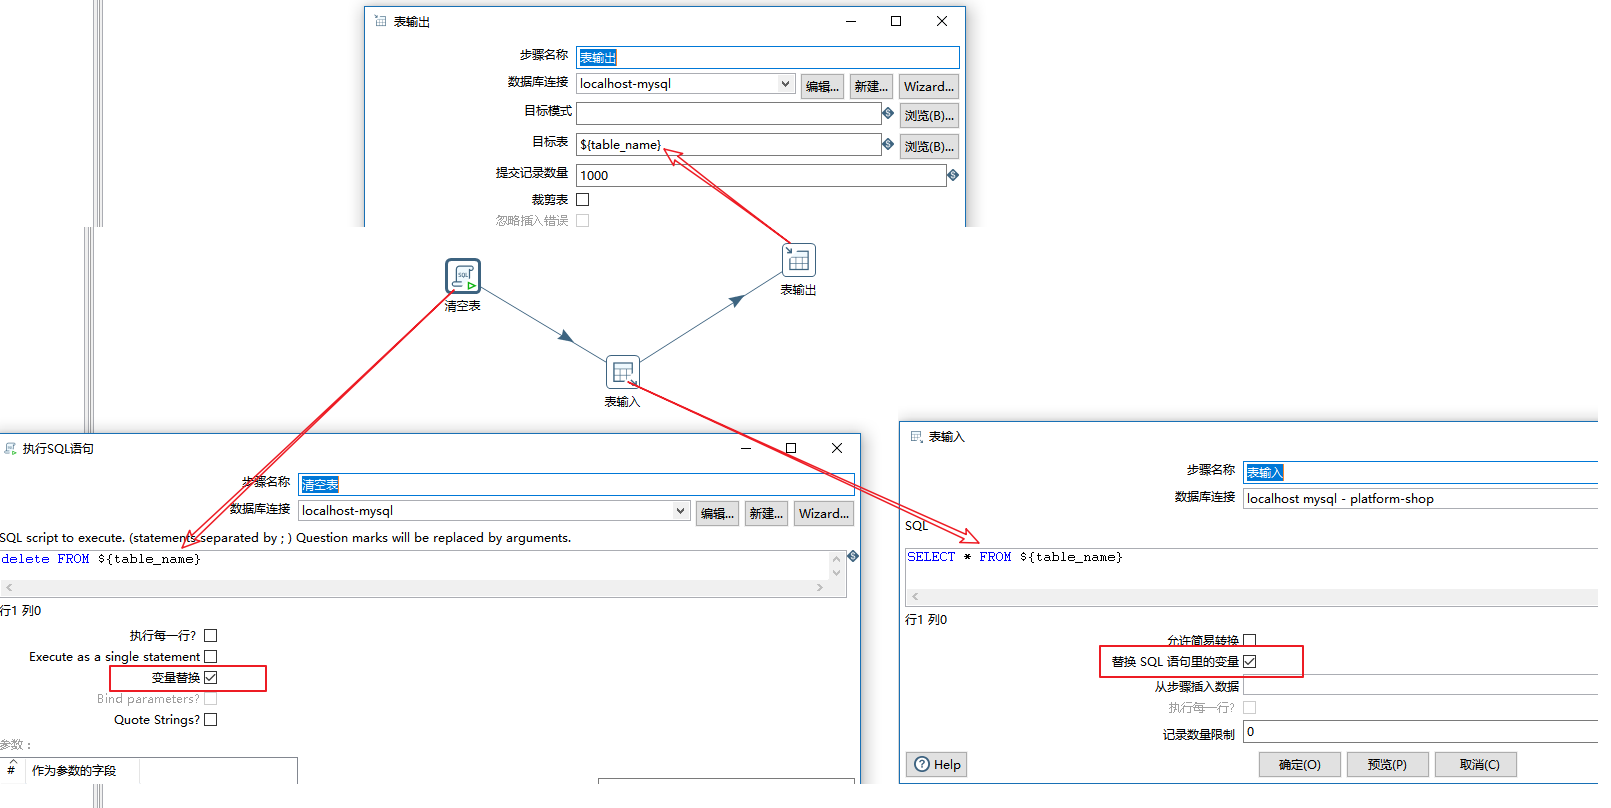 表输出
步骤名称 表输出
数据库连接 localhost-mysql 编辑... 新建... Wizard...
目标模式 浏览(B)...
目标表 ${table_name} 浏览(B)...
提交记录数量 1000
裁剪表
忽略插入错误
清空表
表输出
表输入
执行SQL语句
步骤名称 清空表
数据库连接 localhost-mysql 编辑... 新建... Wizard...
SQL script to execute. (statements separated by ; ) Question marks will be replaced by arguments.
delete FROM ${table_name}
行1 列0
执行每一行?
Execute as a single statement
变量替换
Bind parameters?
Quote Strings?
参数：
# 作为参数的字段
表输入
步骤名称 表输入
数据库连接 localhost mysql - platform-shop
SQL
SELECT * FROM ${table_name}
行1 列0
允许简易转换
替换 SQL 语句里的变量
从步骤插入数据
执行每一行?
记录数量限制 0
Help 确定(O) 预览(P) 取消(C)